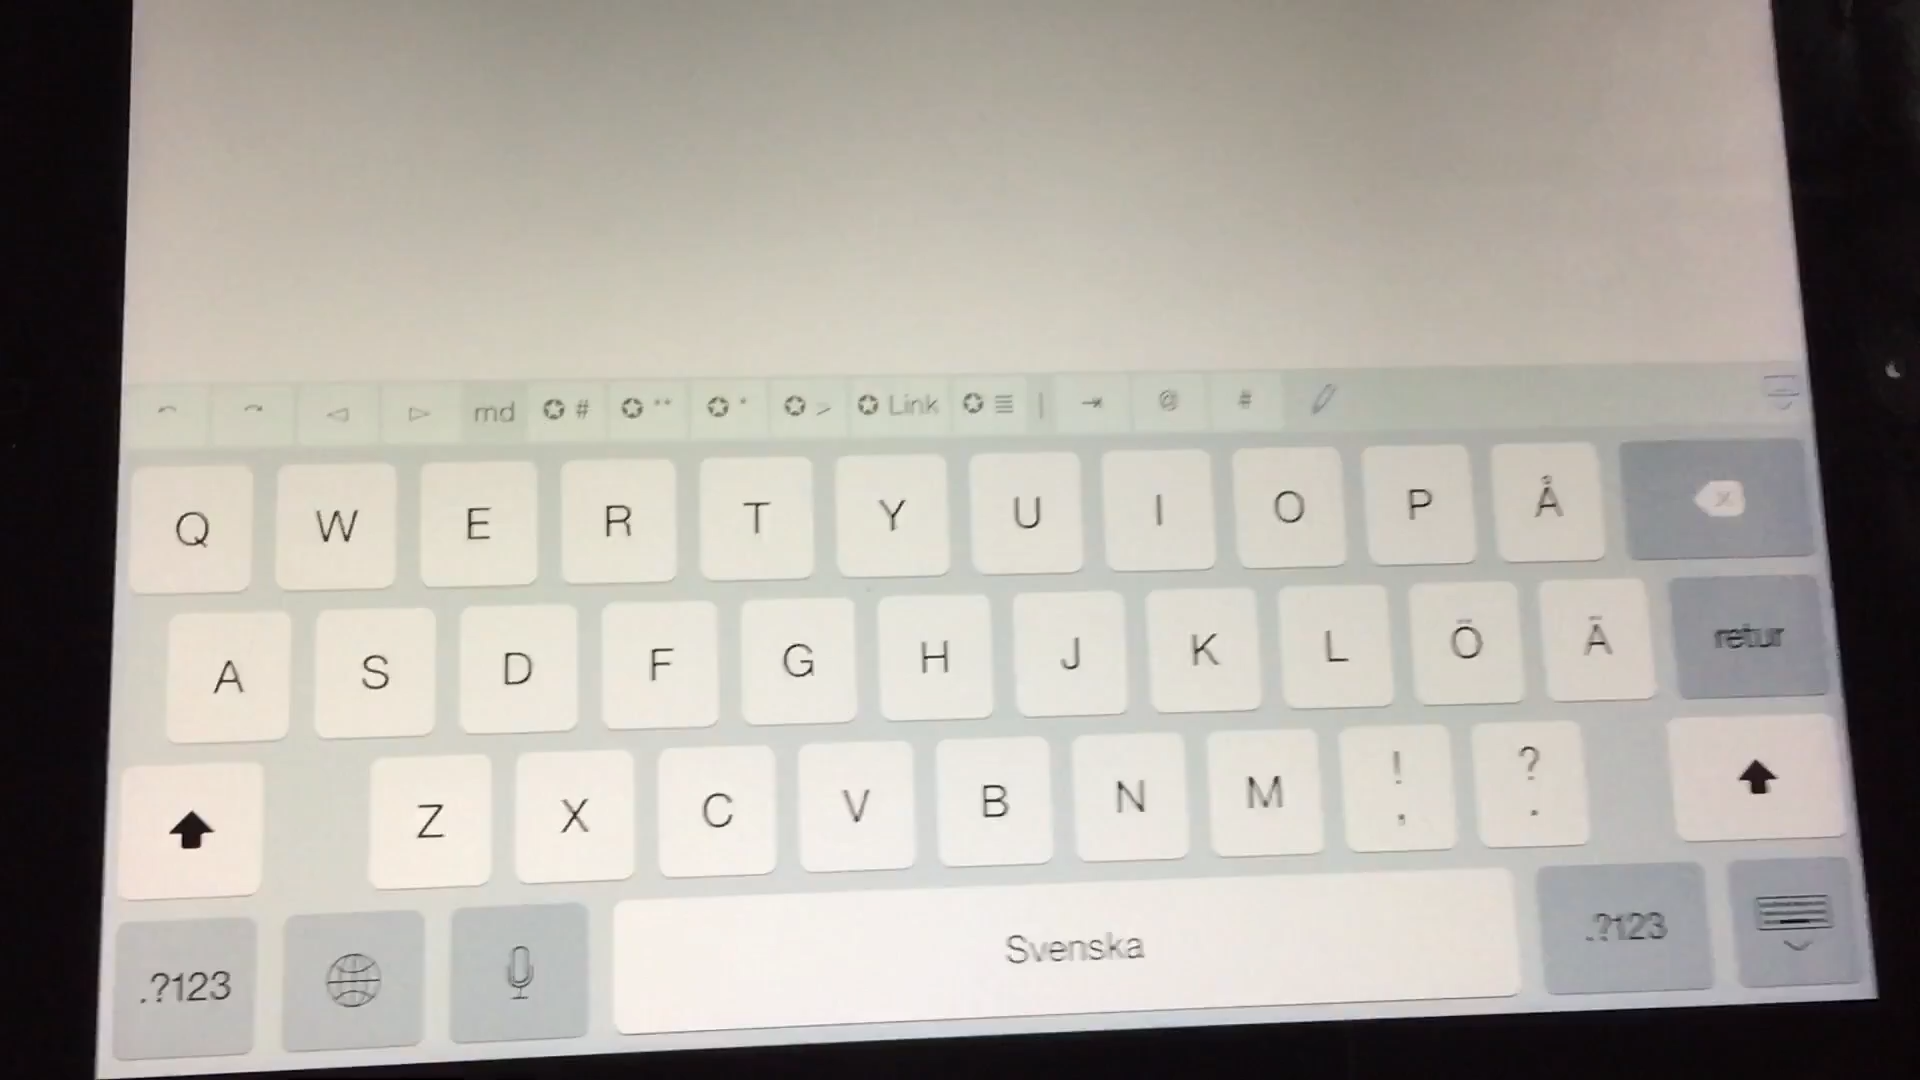 md # ** * > Link | @ #
Q W E R T Y U I O P Å
A S D F G H J K L Ö Ä retur
Z X C V B N M ! , ? .
.?123 Svenska .?123